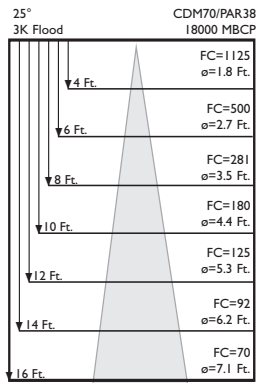 25° CDM70/PAR38
3K Flood 18000 MBCP
FC=1125
ø=1.8 Ft.
4 Ft.
FC=500
ø=2.7 Ft.
6 Ft.
FC=281
ø=3.5 Ft.
8 Ft.
FC=180
ø=4.4 Ft.
10 Ft.
FC=125
ø=5.3 Ft.
12 Ft.
FC=92
ø=6.2 Ft.
14 Ft.
FC=70
ø=7.1 Ft.
16 Ft.